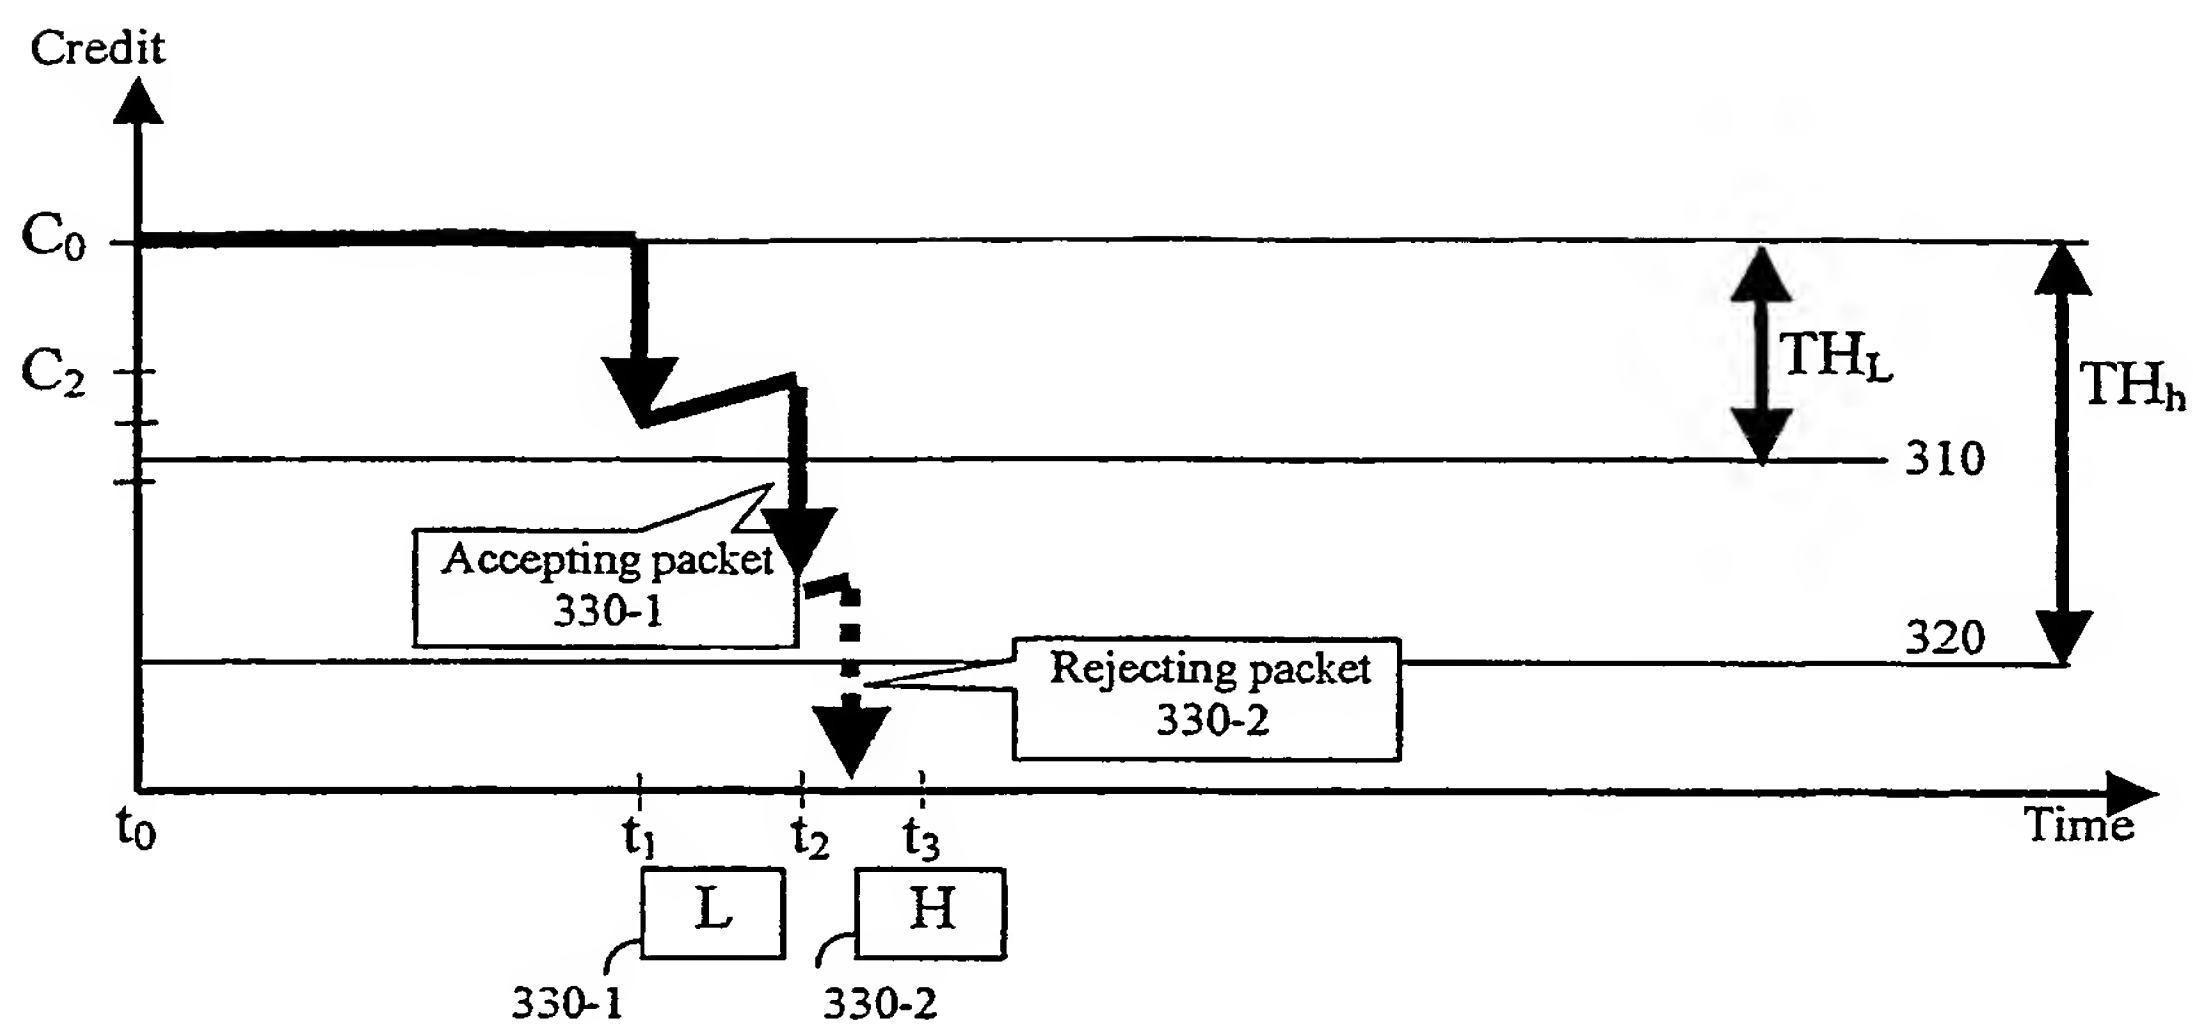 Credit
C0
C2
THL
THh
310
Accepting packet
330-1
320
Rejecting packet
330-2
t0
t1
t2
t3
Time
L
H
330-1
330-2